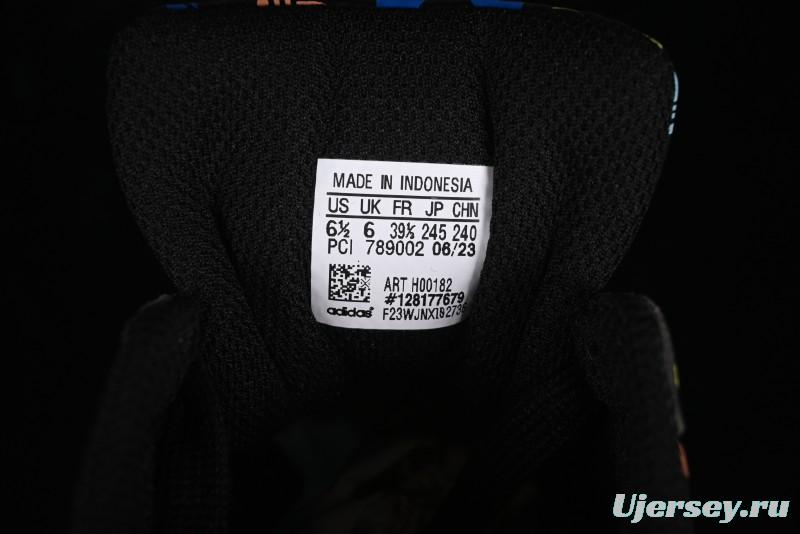 MADE IN INDONESIA
US UK FR JP CHN
6½ 6 39⅓ 245 240
PCI 789002 06/23
ART H00182
#128177679
adidas®
Ujersey.ru